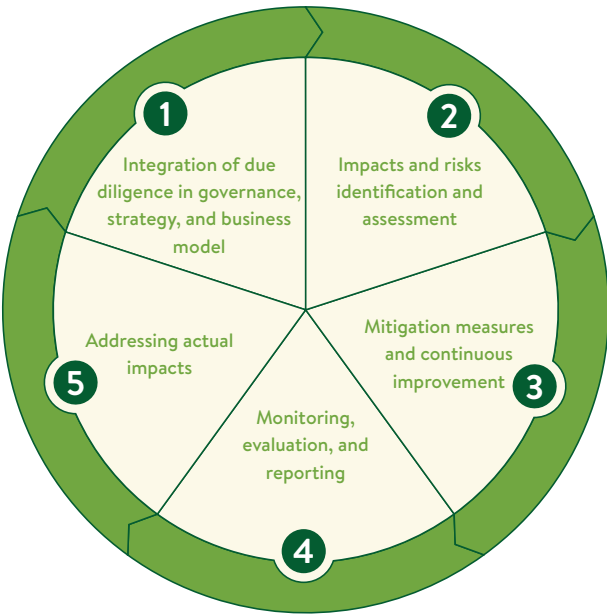 1
Integration of due
diligence in governance,
strategy, and business
model
2
Impacts and risks
identification and
assessment
3
Mitigation measures
and continuous
improvement
4
Monitoring,
evaluation, and
reporting
5
Addressing actual
impacts